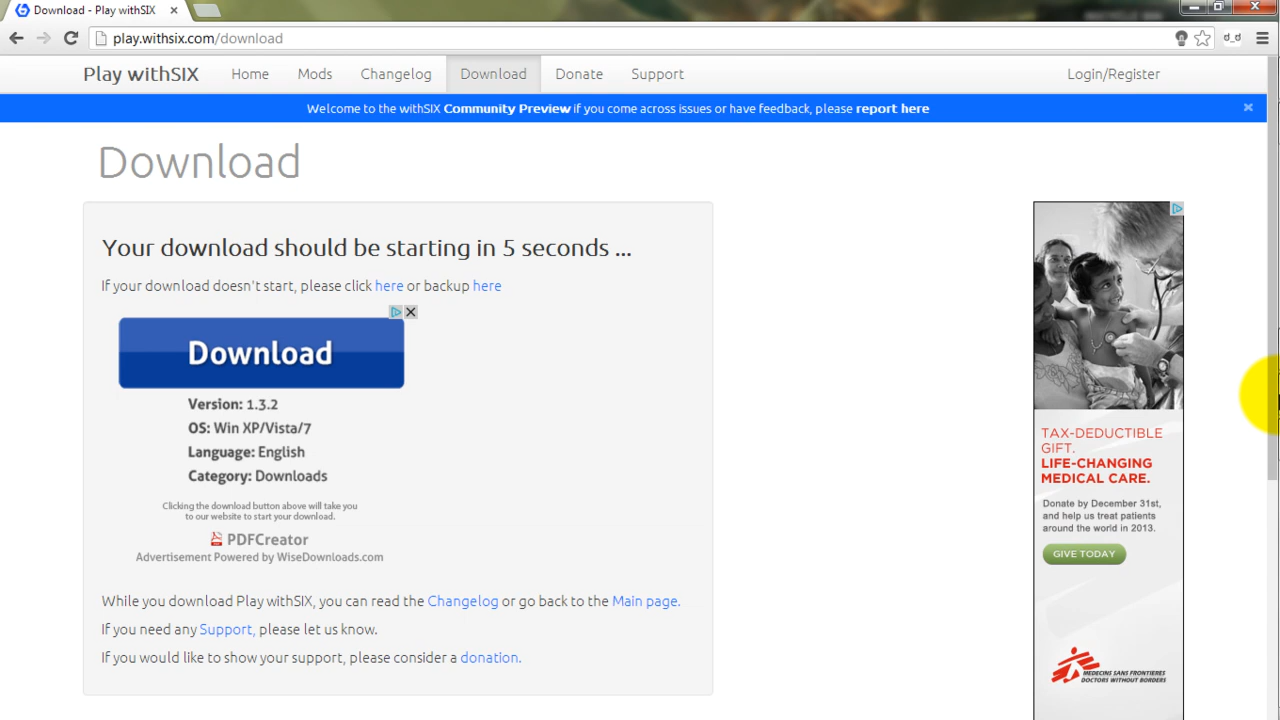 Download - Play withSIX
play.withsix.com/download
Play withSIX Home Mods Changelog Download Donate Support Login/Register
Welcome to the withSIX Community Preview if you come across issues or have feedback, please report here
Download
Your download should be starting in 5 seconds ...
If your download doesn't start, please click here or backup here
Download
Version: 1.3.2
OS: Win XP/Vista/7
Language: English
Category: Downloads
Clicking the download button above will take you
to our website to start your download.
PDFCreator
Advertisement Powered by WiseDownloads.com
While you download Play withSIX, you can read the Changelog or go back to the Main page.
If you need any Support, please let us know.
If you would like to show your support, please consider a donation.
TAX-DEDUCTIBLE
GIFT.
LIFE-CHANGING
MEDICAL CARE.
Donate by December 31st,
and help us treat patients
around the world in 2013.
GIVE TODAY
MEDECINS SANS FRONTIERES
DOCTORS WITHOUT BORDERS